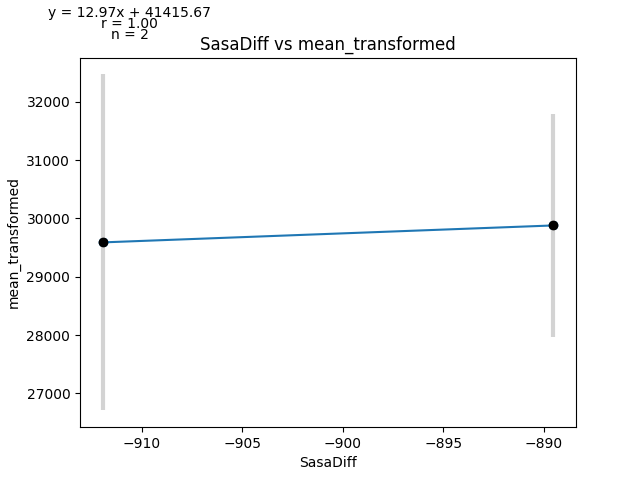 y = 12.97x + 41415.67
r = 1.00
n = 2
SasaDiff vs mean_transformed
32000
31000
30000
29000
28000
27000
mean_transformed
−910
−905
−900
−895
−890
SasaDiff